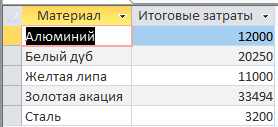 Материал Итоговые затраты
Алюминий 12000
Белый дуб 20250
Желтая липа 11000
Золотая акация 33494
Сталь 3200